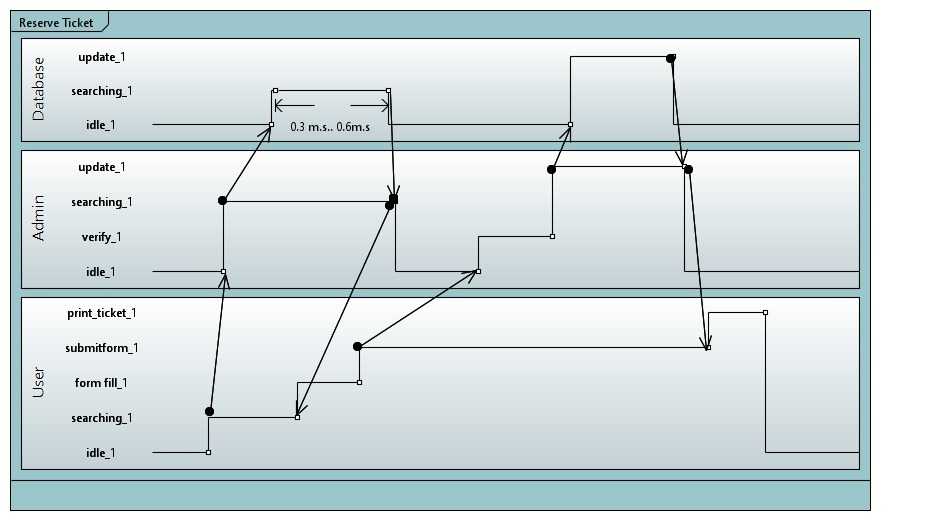 Reserve Ticket
Database
update_1
searching_1
idle_1
0.3 m.s.. 0.6m.s
Admin
update_1
searching_1
verify_1
idle_1
User
print_ticket_1
submitform_1
form fill_1
searching_1
idle_1